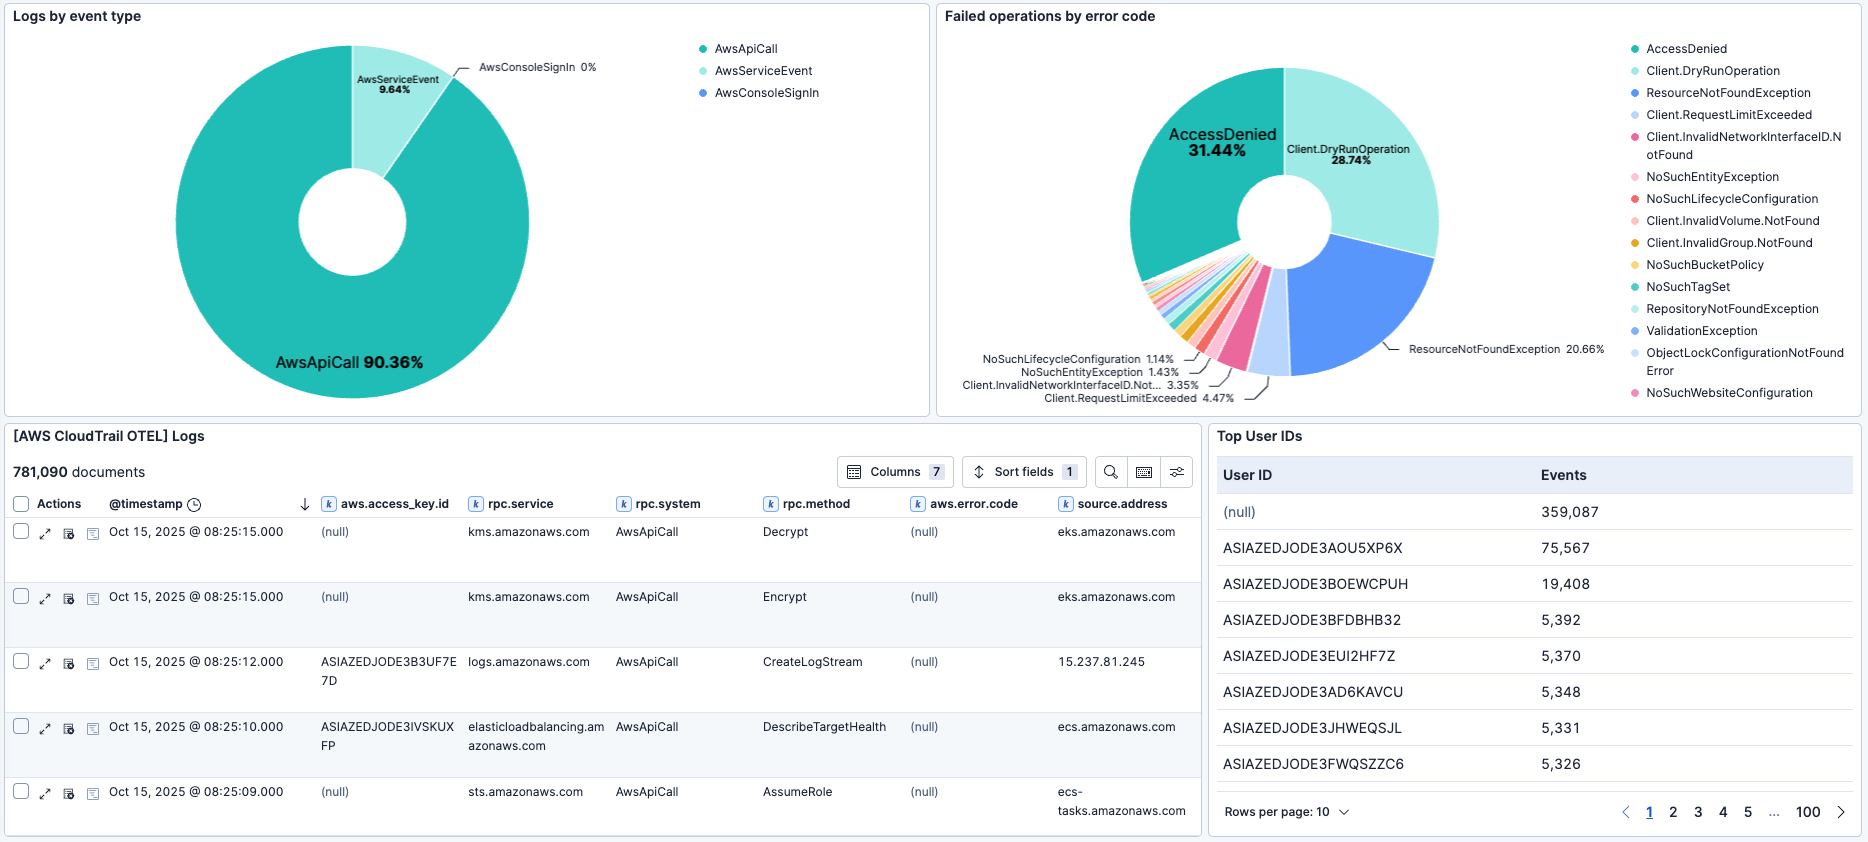 Logs by event type
AwsServiceEvent
9.64%
AwsConsoleSignIn 0%
AwsApiCall 90.36%
AwsApiCall
AwsServiceEvent
AwsConsoleSignIn
Failed operations by error code
AccessDenied
31.44%
Client.DryRunOperation
28.74%
ResourceNotFoundException 20.66%
NoSuchLifecycleConfiguration 1.14%
NoSuchEntityException 1.43%
Client.InvalidNetworkInterfaceID.Not... 3.35%
Client.RequestLimitExceeded 4.47%
AccessDenied
Client.DryRunOperation
ResourceNotFoundException
Client.RequestLimitExceeded
Client.InvalidNetworkInterfaceID.N
otFound
NoSuchEntityException
NoSuchLifecycleConfiguration
Client.InvalidVolume.NotFound
Client.InvalidGroup.NotFound
NoSuchBucketPolicy
NoSuchTagSet
RepositoryNotFoundException
ValidationException
ObjectLockConfigurationNotFound
Error
NoSuchWebsiteConfiguration
[AWS CloudTrail OTEL] Logs
781,090 documents
Columns 7
Sort fields 1
Actions @timestamp k aws.access_key.id k rpc.service k rpc.system k rpc.method k aws.error.code k source.address
Oct 15, 2025 @ 08:25:15.000 (null) kms.amazonaws.com AwsApiCall Decrypt (null) eks.amazonaws.com
Oct 15, 2025 @ 08:25:15.000 (null) kms.amazonaws.com AwsApiCall Encrypt (null) eks.amazonaws.com
Oct 15, 2025 @ 08:25:12.000 ASIAZEDJODE3B3UF7E logs.amazonaws.com AwsApiCall CreateLogStream (null) 15.237.81.245
7D
Oct 15, 2025 @ 08:25:10.000 ASIAZEDJODE3IVSKUX elasticloadbalancing.am AwsApiCall DescribeTargetHealth (null) ecs.amazonaws.com
FP azonaws.com
Oct 15, 2025 @ 08:25:09.000 (null) sts.amazonaws.com AwsApiCall AssumeRole (null) ecs-
tasks.amazonaws.com
Top User IDs
User ID Events
(null) 359,087
ASIAZEDJODE3AOU5XP6X 75,567
ASIAZEDJODE3BOEWCPUH 19,408
ASIAZEDJODE3BFDBHB32 5,392
ASIAZEDJODE3EUI2HF7Z 5,370
ASIAZEDJODE3AD6KAVCU 5,348
ASIAZEDJODE3JHWEQSJL 5,331
ASIAZEDJODE3FWQSZZC6 5,326
Rows per page: 10
1 2 3 4 5 ... 100